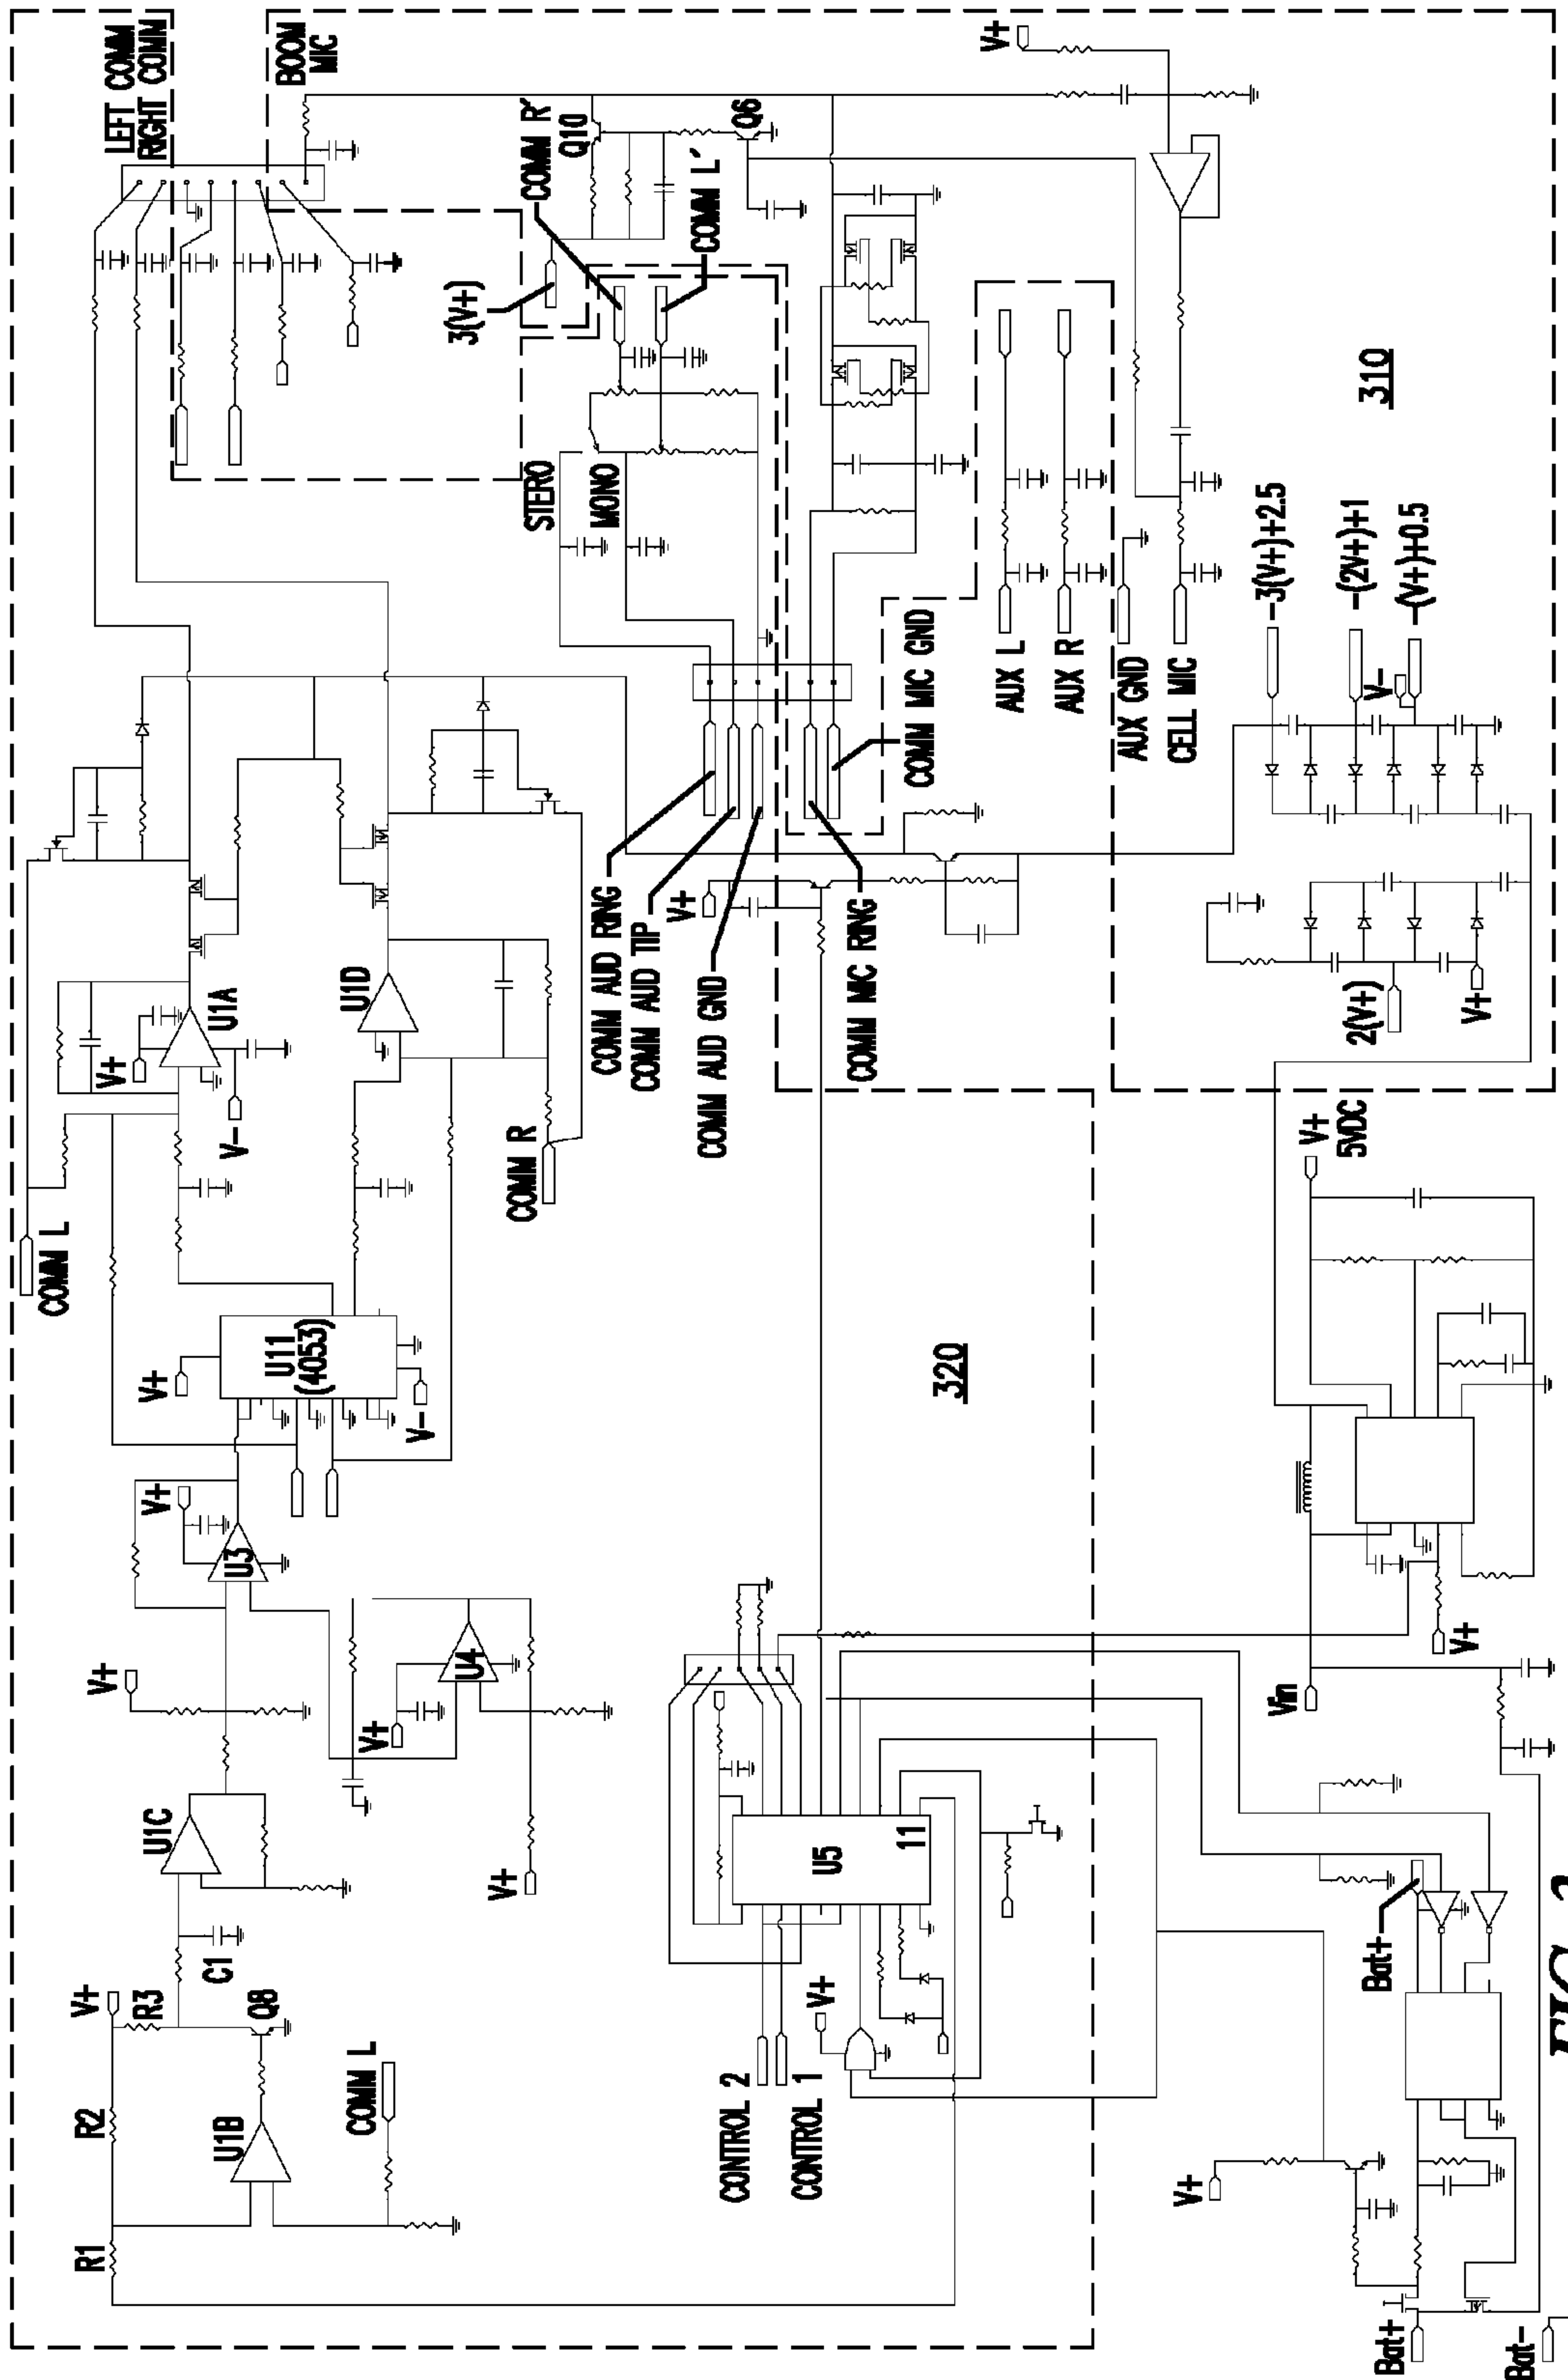 LEFT COMM
RIGHT COMM
BOOM
MIC
V+
COMM R'
Q10
Q6
COMM L'
3(V+)
STERO
MONO
310
-3(V+)+2.5
-(2V+)+1
-(V+)+0.5
V-
COMM MIC GND
AUX L
AUX R
AUX GND
CELL MIC
U1A
V+
V-
U1D
COMM AUD RING
COMM AUD TIP
COMM AUD GND
V+
COMM MIC RING
2(V+)
V+
COMM L
COMM R
V+
5VDC
V+
U11
(4053)
V-
320
V+
U3
U4
V+
V+
V+
Vin
V+
U1C
C1
V+
R3
Q8
U5
11
V+
Bat+
R2
U1B
COMM L
CONTROL 2
CONTROL 1
R1
V+
Bat+
Bat-